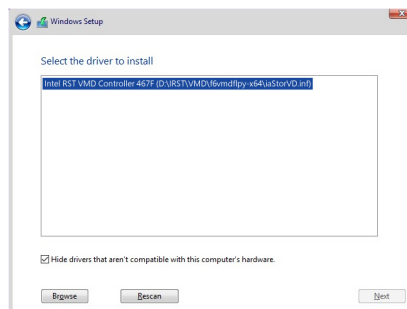 Windows Setup
Select the driver to install
Intel RST VMD Controller 467F (D:\IRST\VMD\f6vmdflpy-x64\iaStorVD.inf)
Hide drivers that aren't compatible with this computer's hardware.
Browse Rescan Next